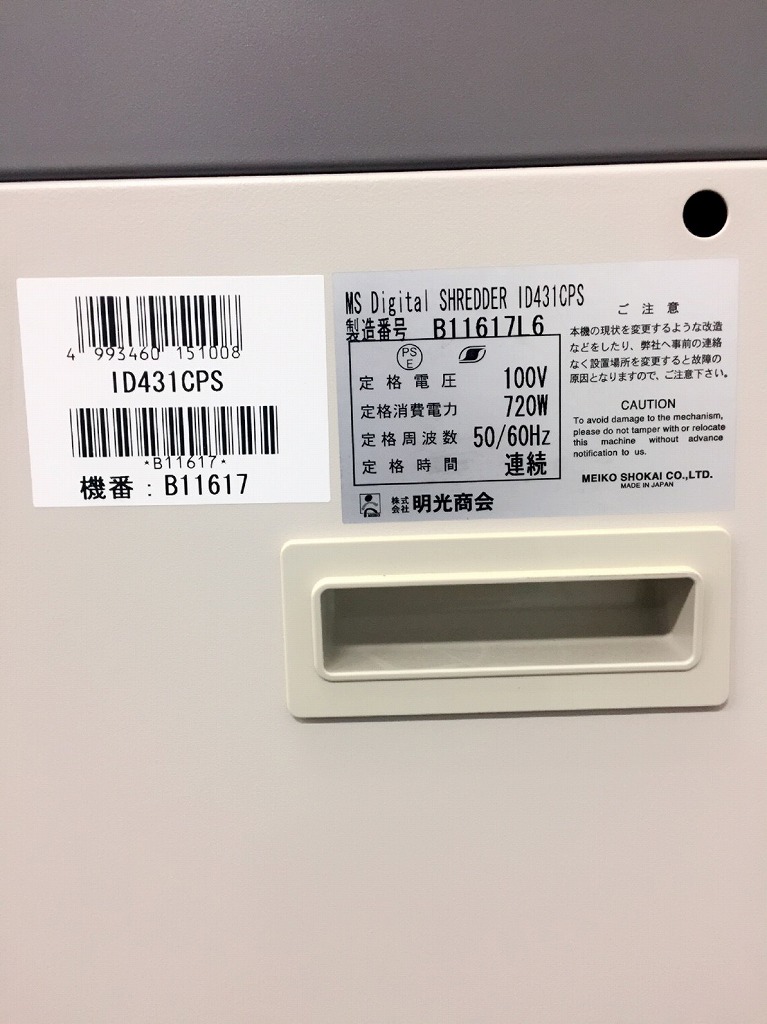 4 993460 151008
ID431CPS
*B11617*
機番：B11617
MS Digital SHREDDER ID431CPS
製造番号 B11617L6
PS
E
定格電圧 100V
定格消費電力 720W
定格周波数 50/60Hz
定格時間 連続
株式
会社 明光商会
ご注意
本機の現状を変更するような改造
などをしたり、弊社へ事前の連絡
なく設置場所を変更すると故障の
原因となりますので、ご注意下さい。
CAUTION
To avoid damage to the mechanism,
please do not tamper with or relocate
this machine without advance
notification to us.
MEIKO SHOKAI CO.,LTD.
MADE IN JAPAN